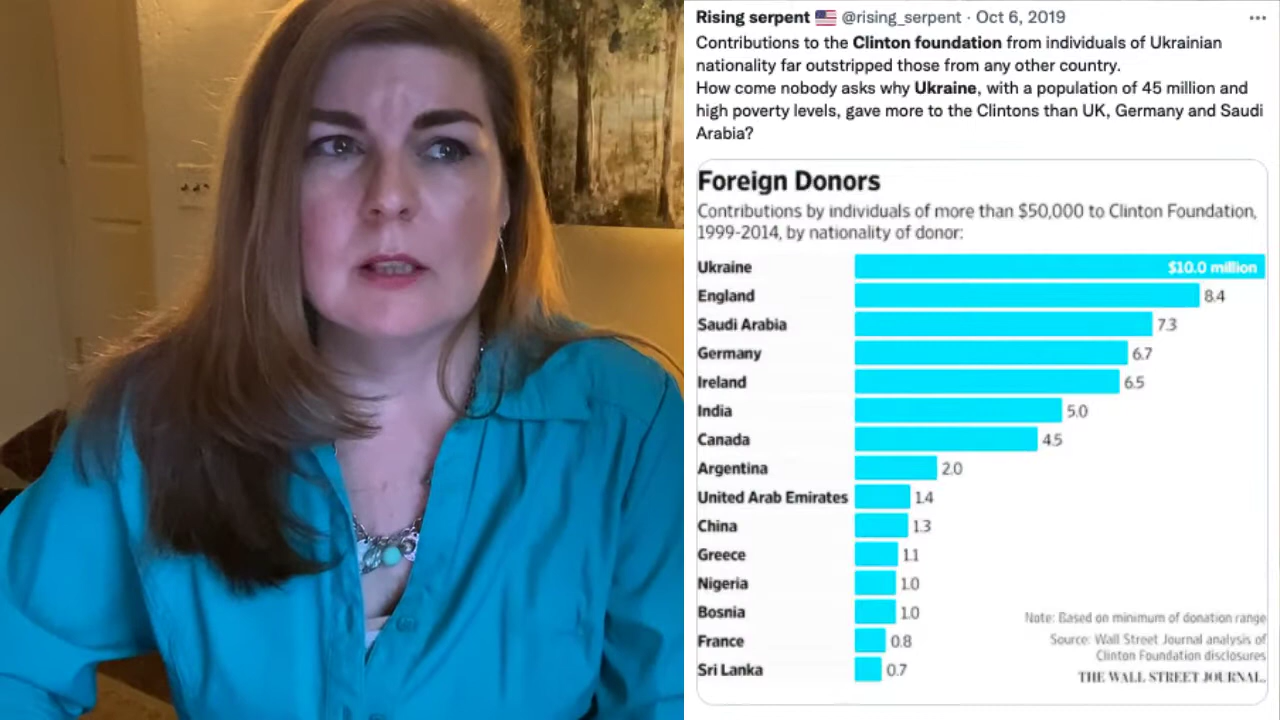 Rising serpent 🇺🇸 @rising_serpent · Oct 6, 2019
Contributions to the Clinton foundation from individuals of Ukrainian
nationality far outstripped those from any other country.
How come nobody asks why Ukraine, with a population of 45 million and
high poverty levels, gave more to the Clintons than UK, Germany and Saudi
Arabia?
Foreign Donors
Contributions by individuals of more than $50,000 to Clinton Foundation,
1999-2014, by nationality of donor:
Ukraine $10.0 million
England 8.4
Saudi Arabia 7.3
Germany 6.7
Ireland 6.5
India 5.0
Canada 4.5
Argentina 2.0
United Arab Emirates 1.4
China 1.3
Greece 1.1
Nigeria 1.0
Bosnia 1.0
France 0.8
Sri Lanka 0.7
Note: Based on minimum of donation range
Source: Wall Street Journal analysis of
Clinton Foundation disclosures
THE WALL STREET JOURNAL.